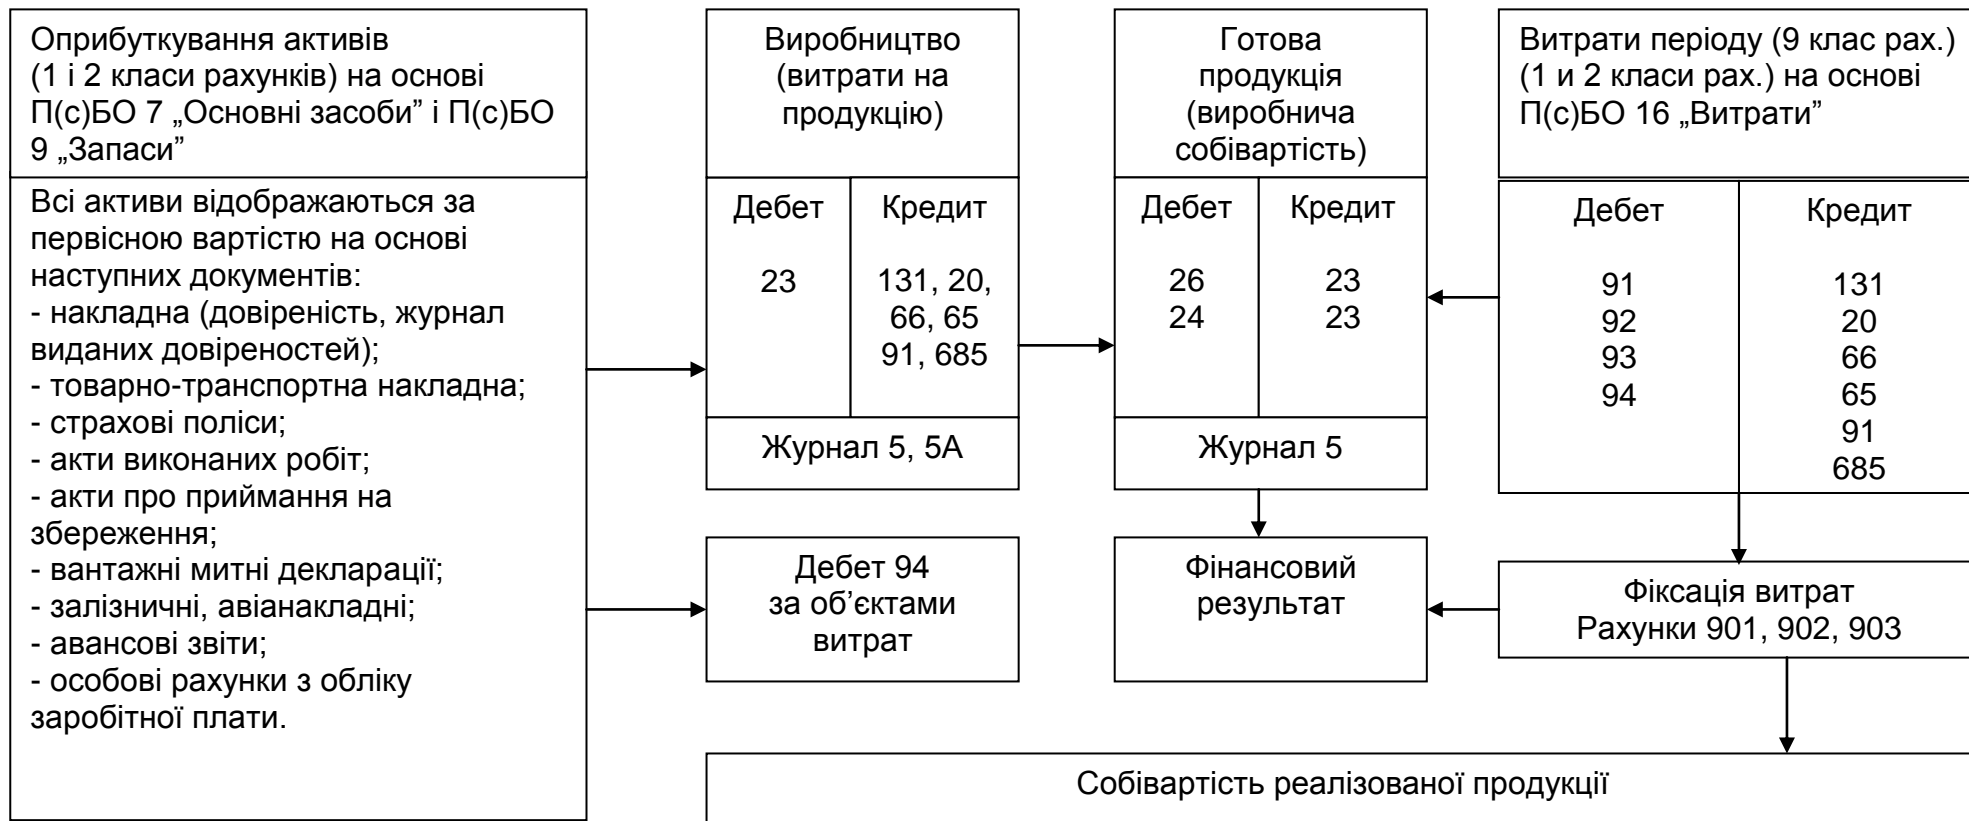 Оприбуткування активів
(1 і 2 класи рахунків) на основі
П(с)БО 7 „Основні засоби” і П(с)БО
9 „Запаси”
Всі активи відображаються за
первісною вартістю на основі
наступних документів:
- накладна (довіреність, журнал
виданих довіреностей);
- товарно-транспортна накладна;
- страхові поліси;
- акти виконаних робіт;
- акти про приймання на
збереження;
- вантажні митні декларації;
- залізничні, авіанакладні;
- авансові звіти;
- особові рахунки з обліку
заробітної плати.
Виробництво
(витрати на
продукцію)
Дебет
23
Кредит
131, 20,
66, 65
91, 685
Журнал 5, 5А
Дебет 94
за об’єктами
витрат
Готова
продукція
(виробнича
собівартість)
Дебет
26
24
Кредит
23
23
Журнал 5
Фінансовий
результат
Витрати періоду (9 клас рах.)
(1 и 2 класи рах.) на основі
П(с)БО 16 „Витрати”
Дебет
91
92
93
94
Кредит
131
20
66
65
91
685
Фіксація витрат
Рахунки 901, 902, 903
Собівартість реалізованої продукції